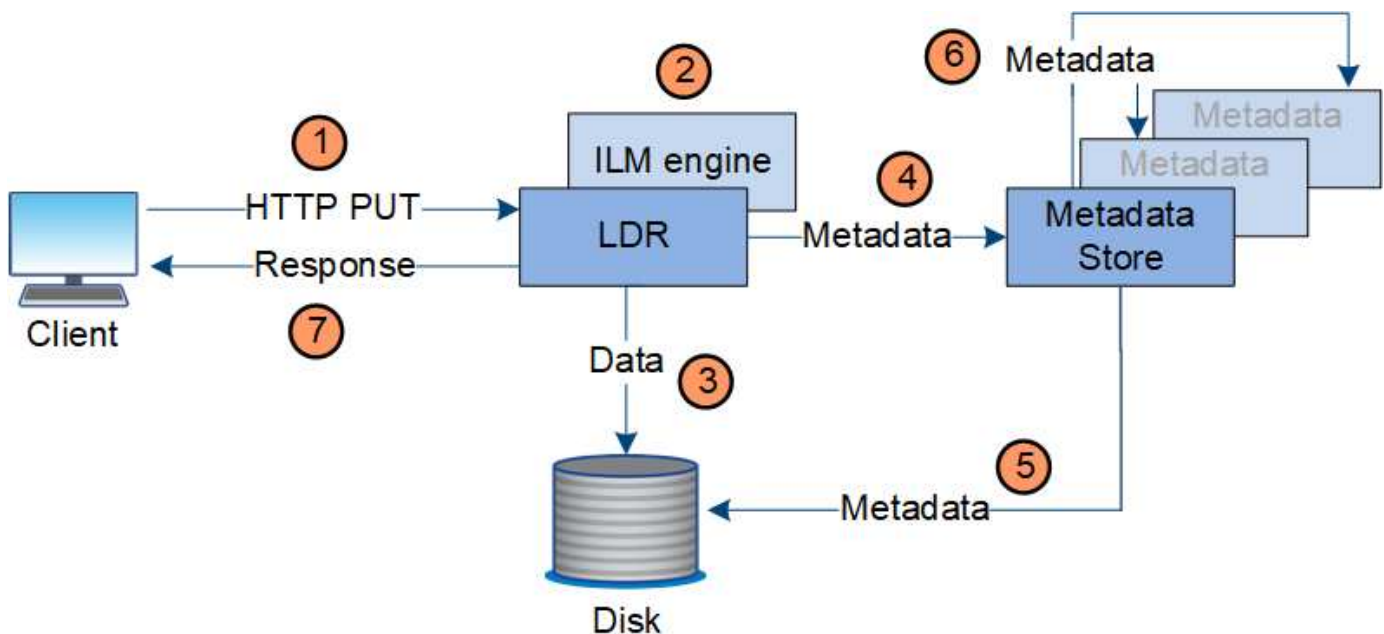 6
Metadata
2
Metadata
1
Metadata
ILM engine
4
HTTP PUT
LDR
Metadata
Metadata
Store
Response
Client
7
Data
3
5
Metadata
Disk